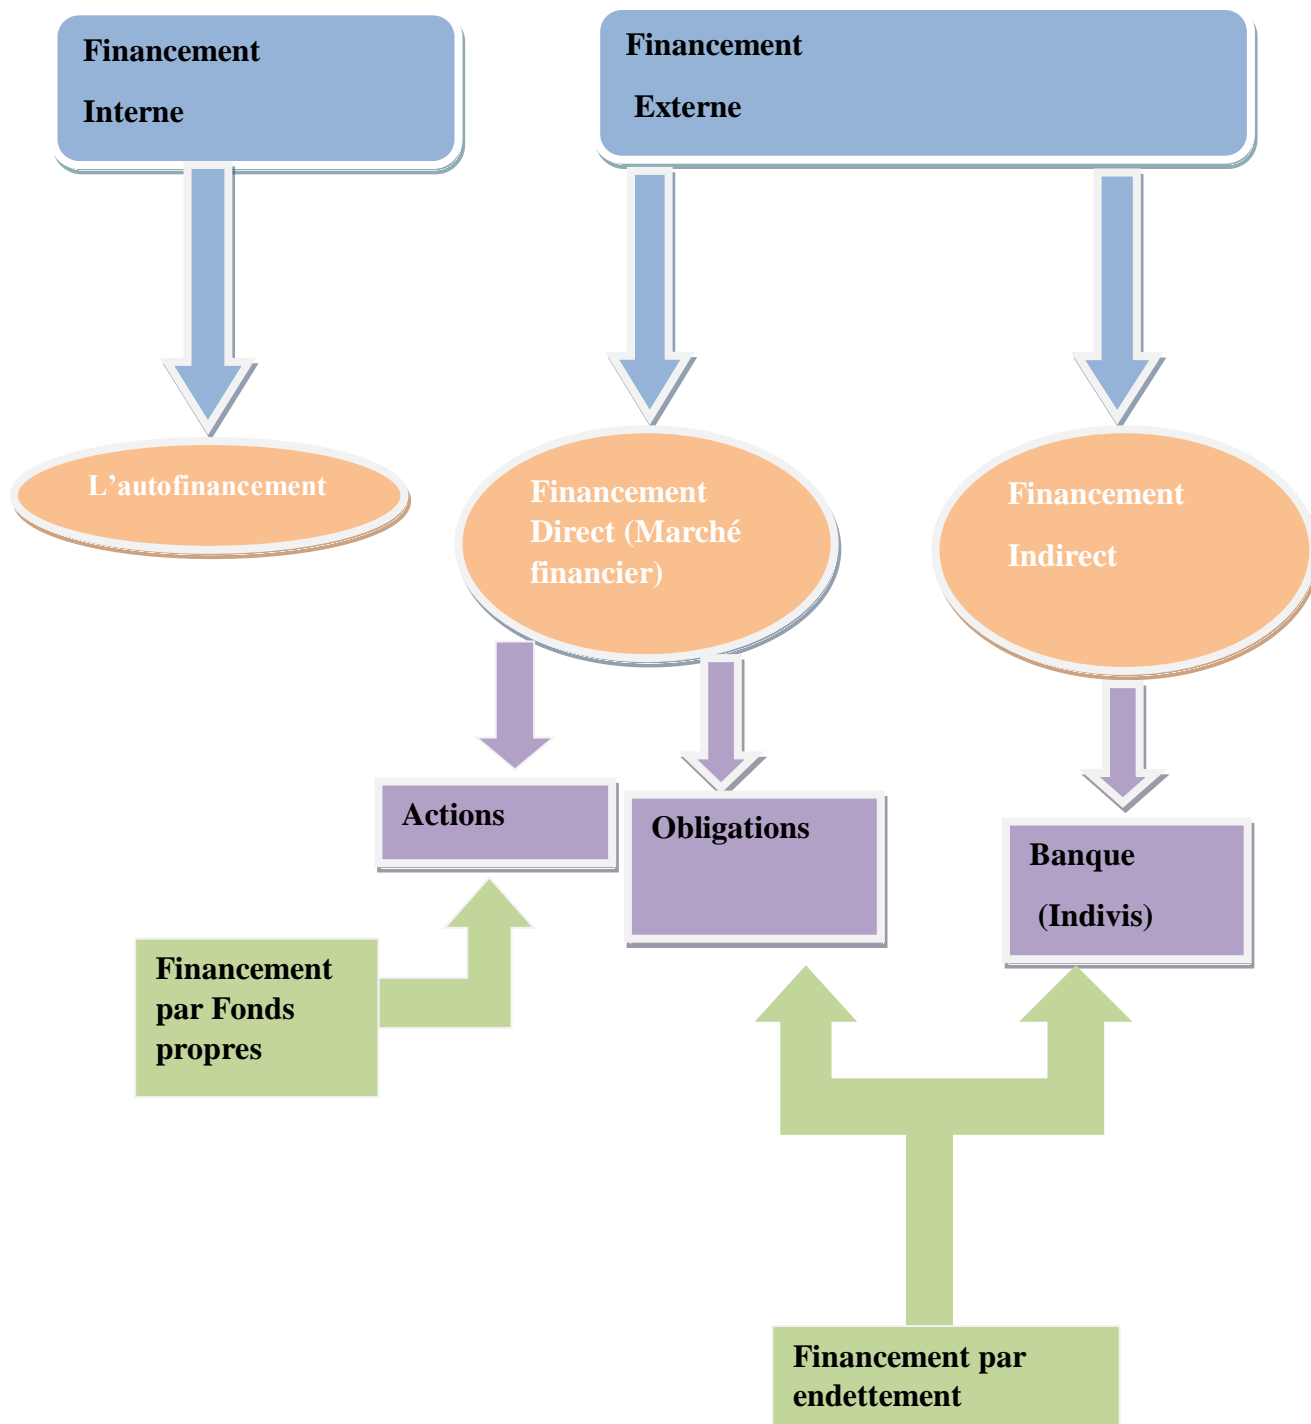 Financement
Interne
Financement
Externe
L’autofinancement
Financement
Direct (Marché
financier)
Financement
Indirect
Actions
Obligations
Banque
(Indivis)
Financement
par Fonds
propres
Financement par
endettement